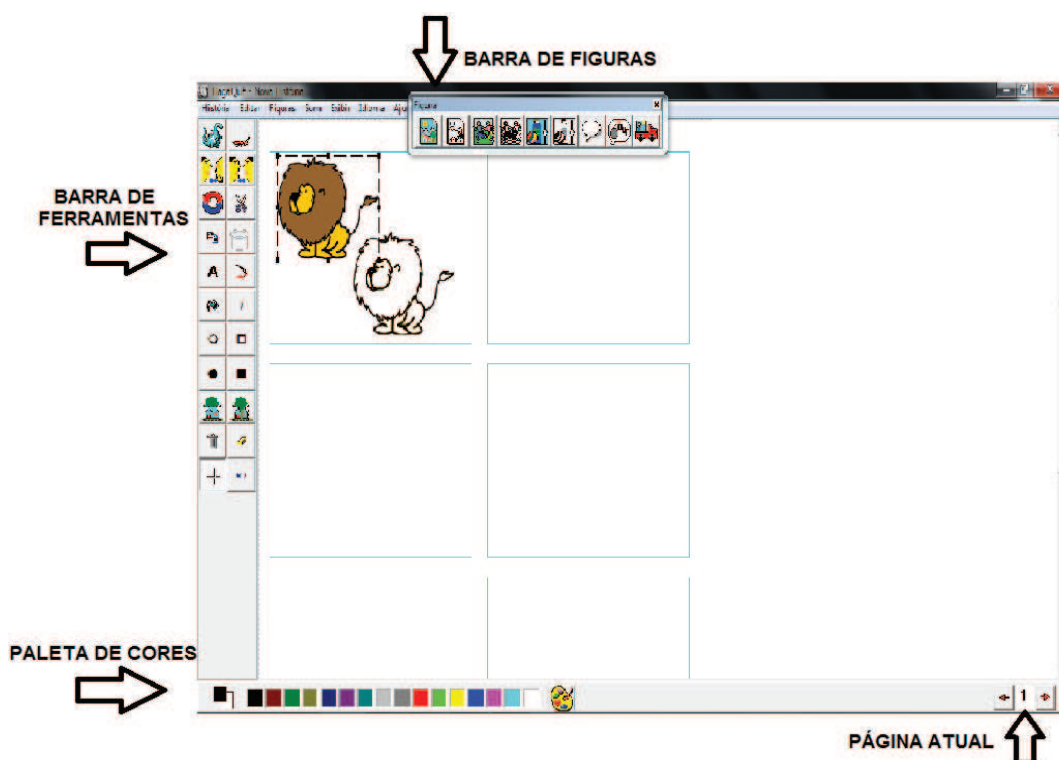 BARRA DE FIGURAS
História Editar Figuras Sons Exibir Idioma
Figuras
BARRA DE
FERRAMENTAS
A
PALETA DE CORES
1
PÁGINA ATUAL